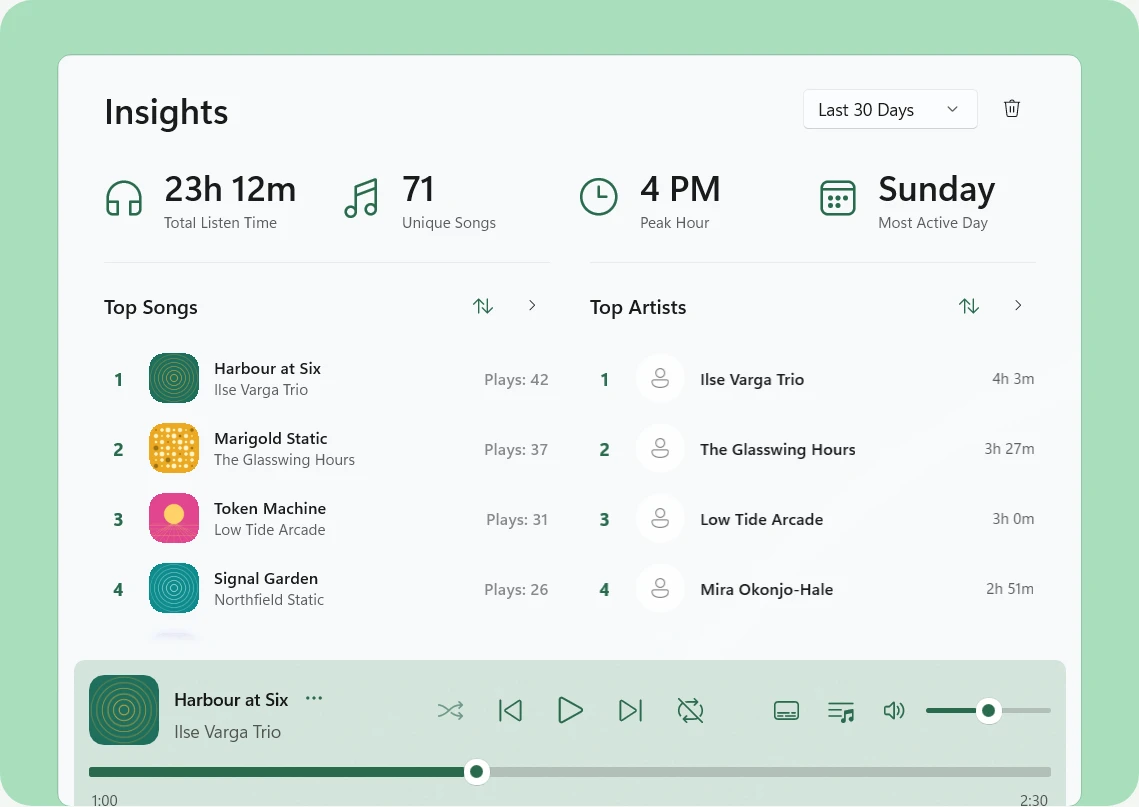 Insights
Last 30 Days
23h 12m
Total Listen Time
71
Unique Songs
4 PM
Peak Hour
Sunday
Most Active Day
Top Songs
1
Harbour at Six
Ilse Varga Trio
Plays: 42
2
Marigold Static
The Glasswing Hours
Plays: 37
3
Token Machine
Low Tide Arcade
Plays: 31
4
Signal Garden
Northfield Static
Plays: 26
Top Artists
1
Ilse Varga Trio
4h 3m
2
The Glasswing Hours
3h 27m
3
Low Tide Arcade
3h 0m
4
Mira Okonjo-Hale
2h 51m
Harbour at Six
Ilse Varga Trio
1:00
2:30